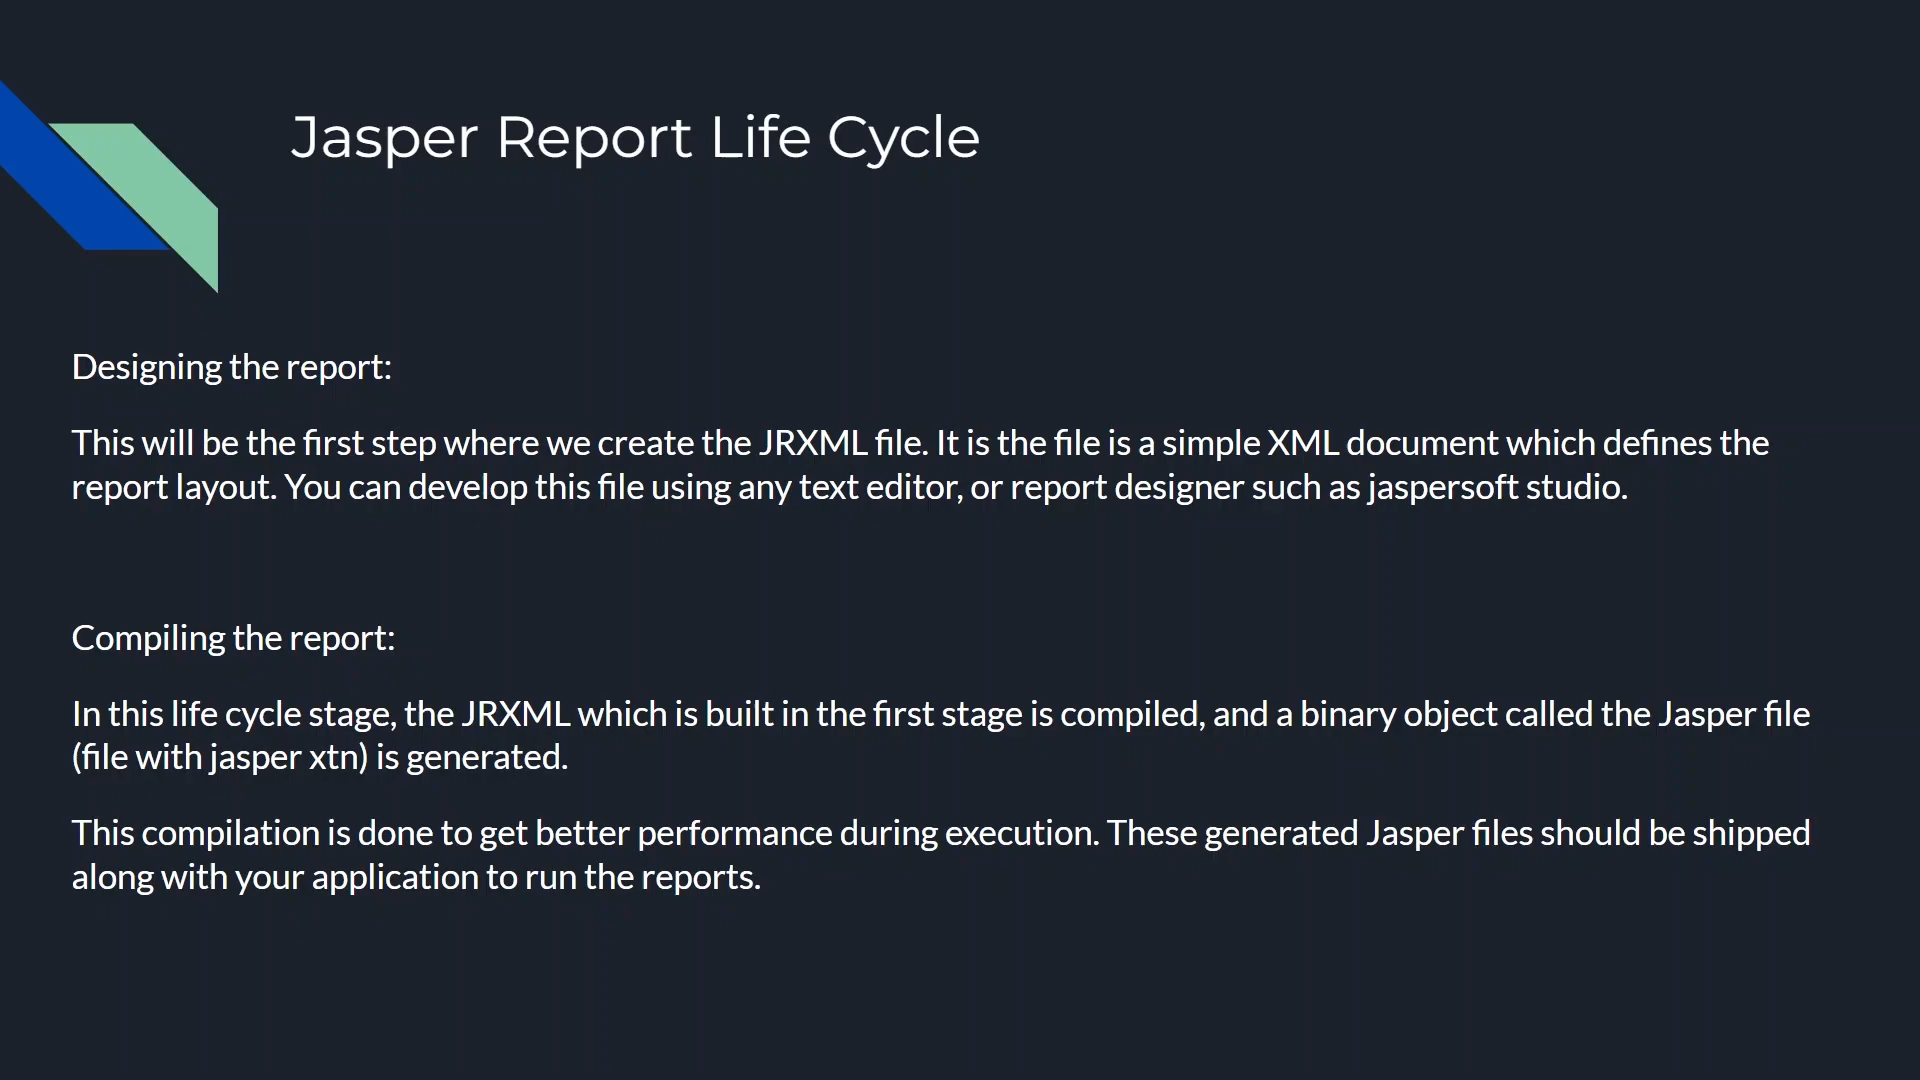 Jasper Report Life Cycle
Designing the report:
This will be the first step where we create the JRXML file. It is the file is a simple XML document which defines the
report layout. You can develop this file using any text editor, or report designer such as jaspersoft studio.
Compiling the report:
In this life cycle stage, the JRXML which is built in the first stage is compiled, and a binary object called the Jasper file
(file with jasper xtn) is generated.
This compilation is done to get better performance during execution. These generated Jasper files should be shipped
along with your application to run the reports.